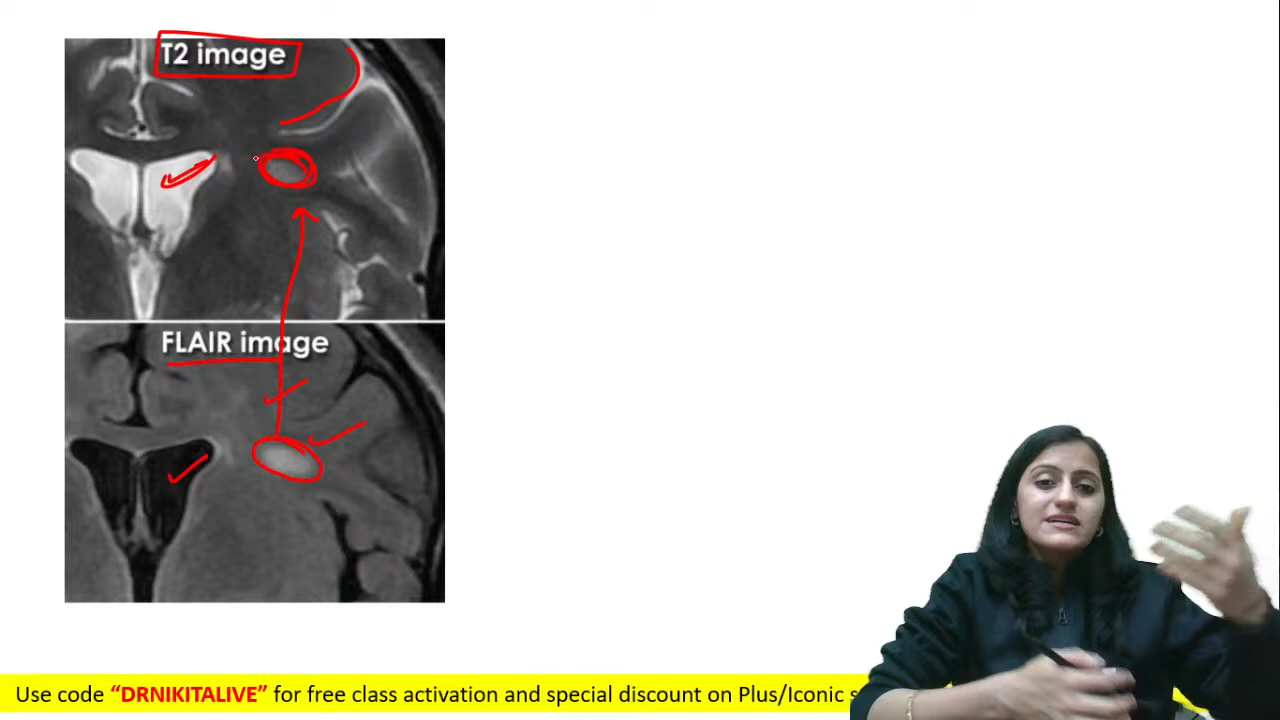 T2 image
FLAIR image
Use code “DRNIKITALIVE” for free class activation and special discount on Plus/Iconic